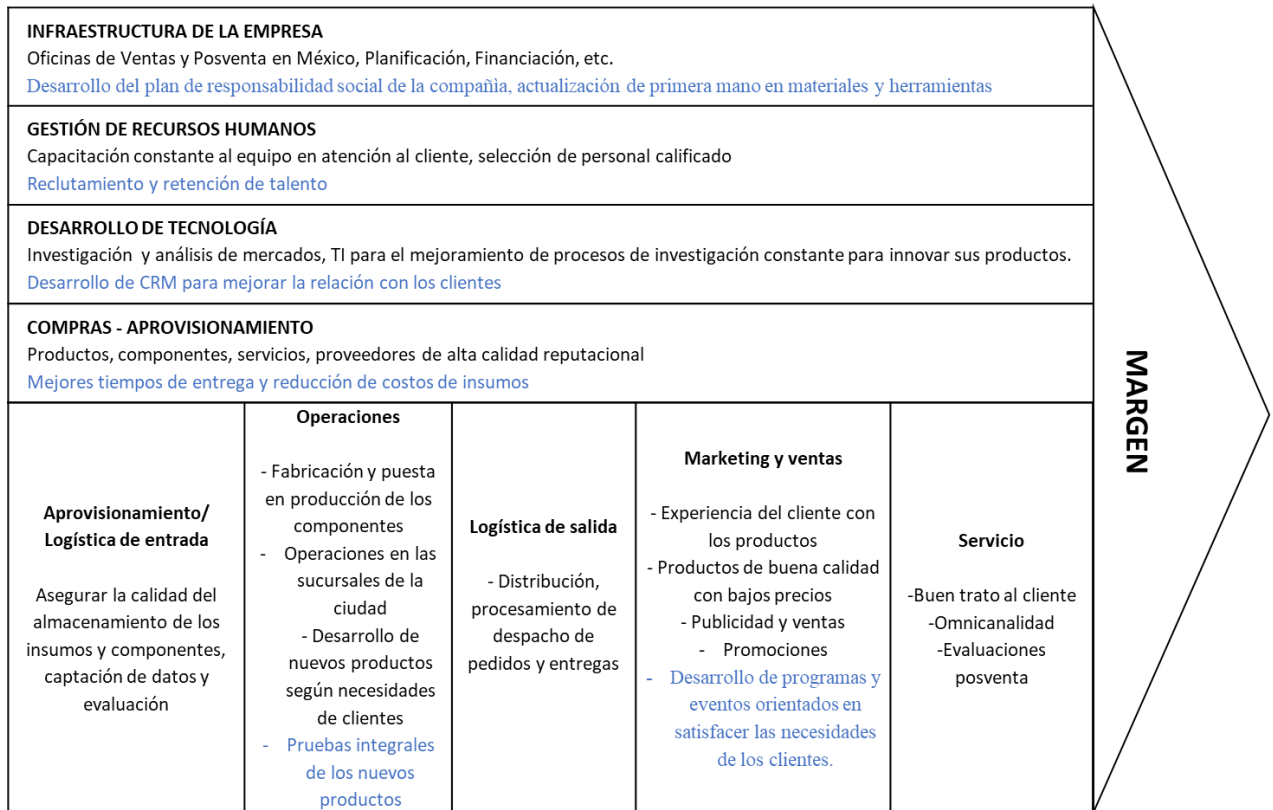 INFRAESTRUCTURA DE LA EMPRESA
Oficinas de Ventas y Posventa en México, Planificación, Financiación, etc.
Desarrollo del plan de responsabilidad social de la compañìa, actualización de primera mano en materiales y herramientas
GESTIÓN DE RECURSOS HUMANOS
Capacitación constante al equipo en atención al cliente, selección de personal calificado
Reclutamiento y retención de talento
DESARROLLO DE TECNOLOGÍA
Investigación y análisis de mercados, TI para el mejoramiento de procesos de investigación constante para innovar sus productos.
Desarrollo de CRM para mejorar la relación con los clientes
COMPRAS - APROVISIONAMIENTO
Productos, componentes, servicios, proveedores de alta calidad reputacional
Mejores tiempos de entrega y reducción de costos de insumos
Aprovisionamiento/
Logística de entrada
Asegurar la calidad del
almacenamiento de los
insumos y componentes,
captación de datos y
evaluación
Operaciones
- Fabricación y puesta
en producción de los
componentes
- Operaciones en las
sucursales de la
ciudad
- Desarrollo de
nuevos productos
según necesidades
de clientes
- Pruebas integrales
de los nuevos
productos
Logística de salida
- Distribución,
procesamiento de
despacho de
pedidos y entregas
Marketing y ventas
- Experiencia del cliente con
los productos
- Productos de buena calidad
con bajos precios
- Publicidad y ventas
- Promociones
- Desarrollo de programas y
eventos orientados en
satisfacer las necesidades
de los clientes.
Servicio
-Buen trato al cliente
-Omnicanalidad
-Evaluaciones
posventa
MARGEN